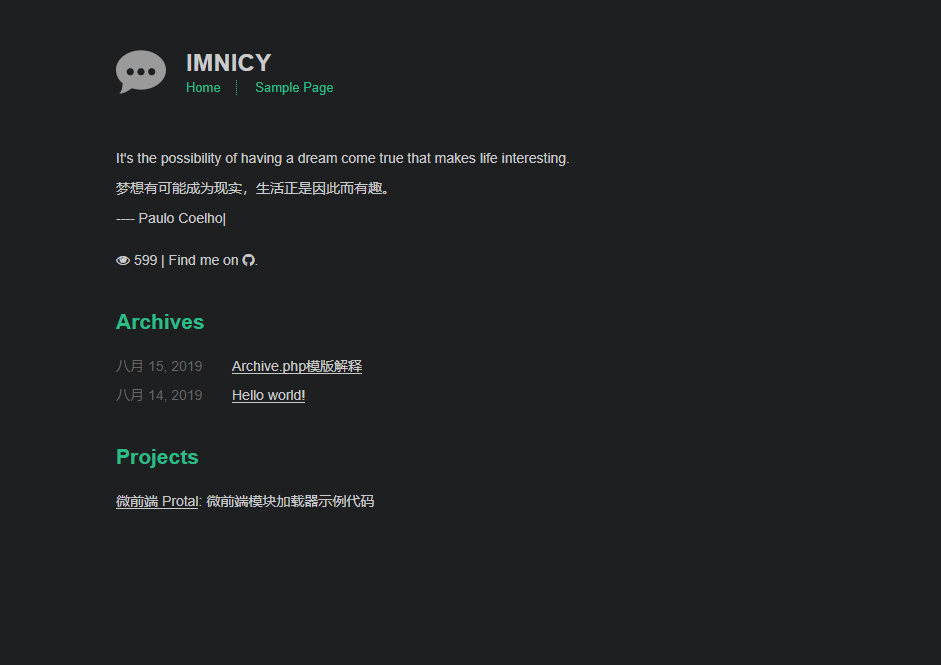 IMNICY
Home Sample Page
It's the possibility of having a dream come true that makes life interesting.
梦想有可能成为现实，生活正是因此而有趣。
---- Paulo Coelho|
599 | Find me on .
Archives
八月 15, 2019 Archive.php模版解释
八月 14, 2019 Hello world!
Projects
微前端 Protal: 微前端模块加载器示例代码